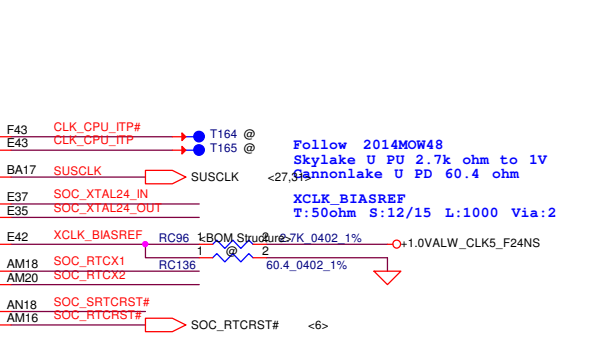 F43 CLK_CPU_ITP# T164 @
E43 CLK_CPU_ITP T165 @
Follow 2014MOW48
Skylake U PU 2.7k ohm to 1V
Cannonlake U PD 60.4 ohm
BA17 SUSCLK SUSCLK
XCLK_BIASREF
T:50ohm S:12/15 L:1000 Via:2
E37 SOC_XTAL24_IN
E35 SOC_XTAL24_OUT
E42 XCLK_BIASREF RC96 1 <BOM Structure> 2 2.7K_0402_1% +1.0VALW_CLK5_F24NS
RC136 1 @ 2 60.4_0402_1%
AM18 SOC_RTCX1
AM20 SOC_RTCX2
AN18 SOC_SRTCRST#
AM16 SOC_RTCRST# SOC_RTCRST# <6>